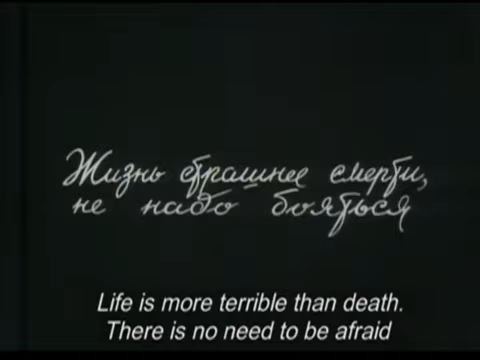 Жизнь страшнее смерти,
не надо бояться
Life is more terrible than death.
There is no need to be afraid